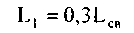 L₁ = 0,3L_св